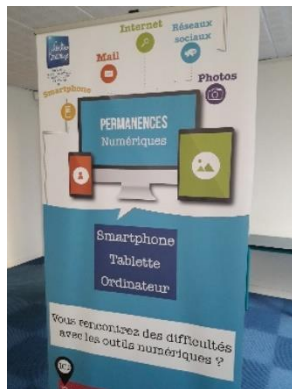 Internet
Réseaux
sociaux
Mail
Photos
Smartphone
PERMANENCES
Numériques
Smartphone
Tablette
Ordinateur
Vous rencontrez des difficultés
avec les outils numériques ?
ICI